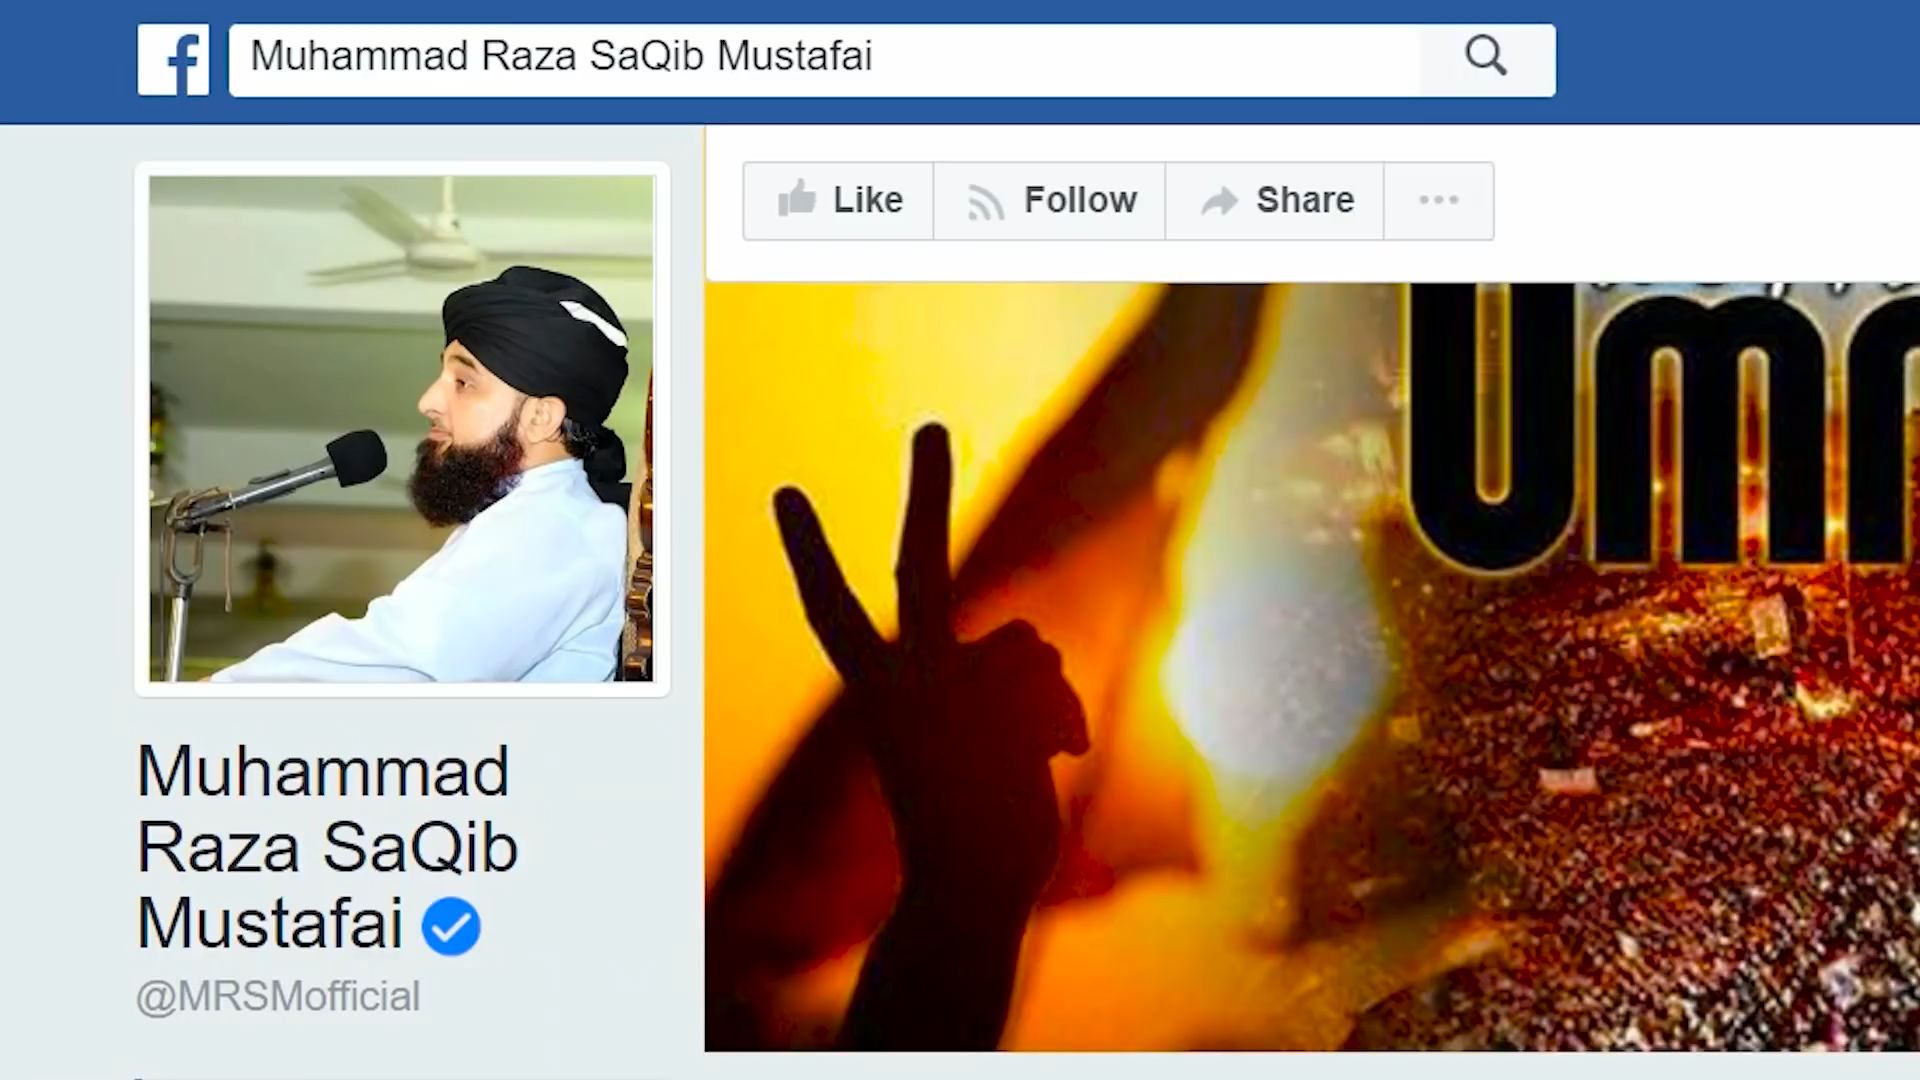 Muhammad Raza SaQib Mustafai
Like
Follow
Share
Muhammad
Raza SaQib
Mustafai
@MRSMofficial